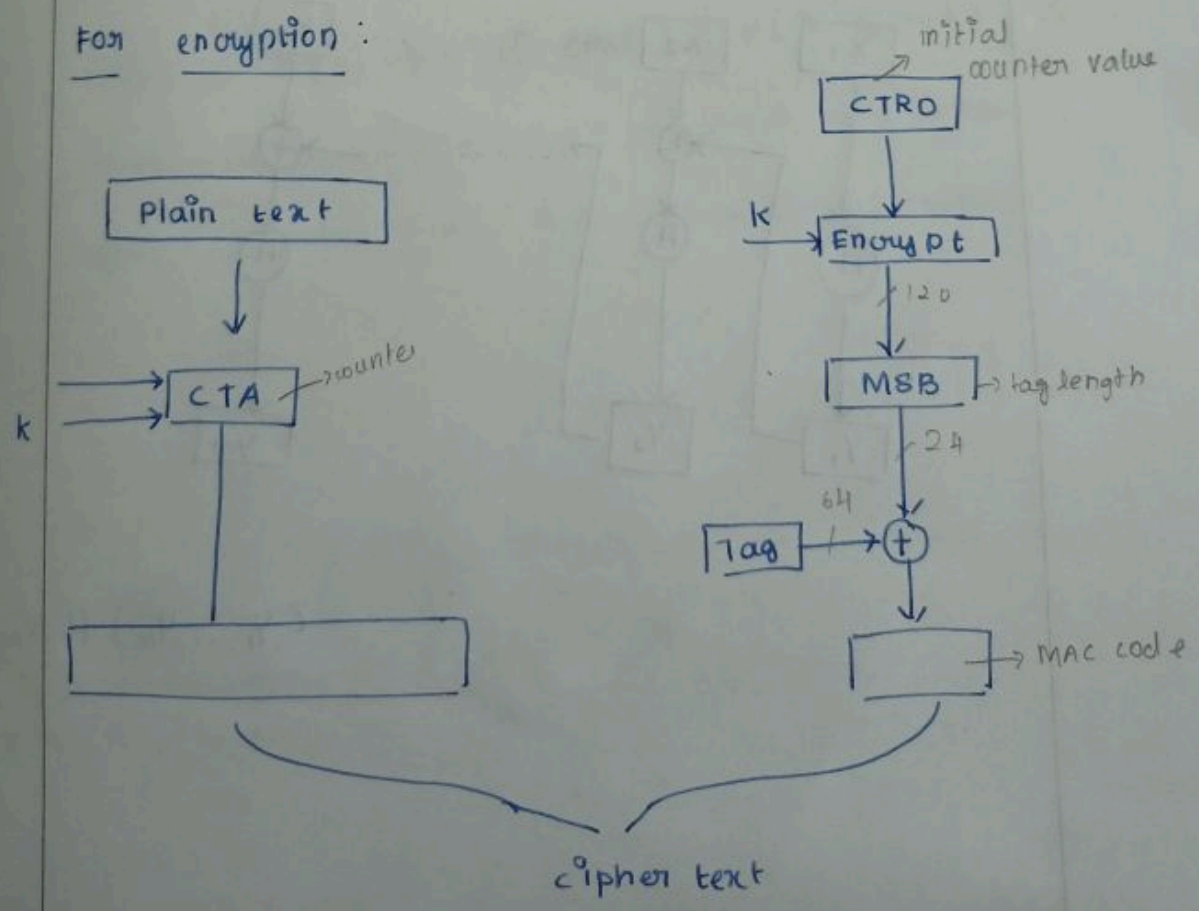 For encryption :
initial
counter value
CTRO
Plain text
K
Encrypt
120
CTA
counte
MSB
tag length
K
24
64
Tag
+
MAC code
cipher text